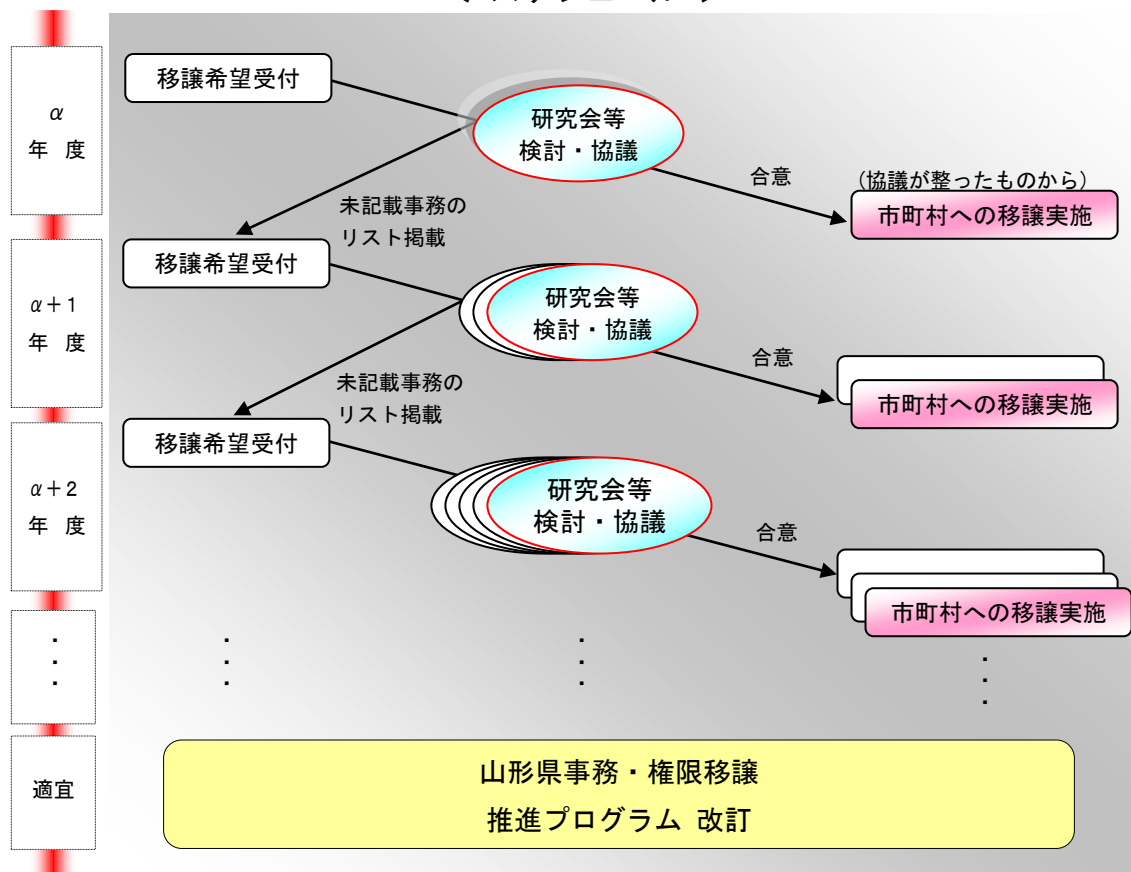 α
年 度
移譲希望受付
研究会等
検討・協議
合意
(協議が整ったものから)
市町村への移譲実施
未記載事務の
リスト掲載
α+1
年 度
移譲希望受付
研究会等
検討・協議
合意
市町村への移譲実施
未記載事務の
リスト掲載
α+2
年 度
移譲希望受付
研究会等
検討・協議
合意
市町村への移譲実施
・
・
・
・
・
・
・
・
・
・
・
・
適宜
山形県事務・権限移譲
推進プログラム 改訂